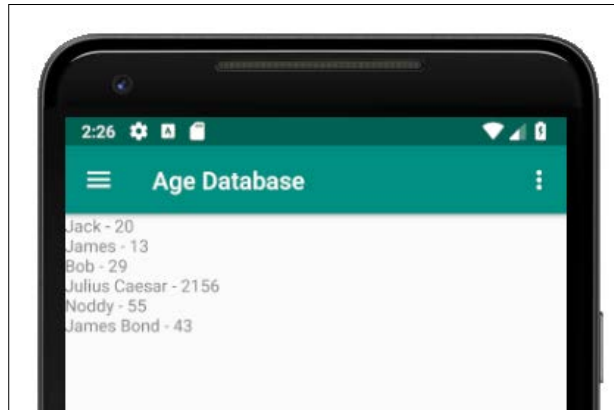 2:26
Age Database
Jack - 20
James - 13
Bob - 29
Julius Caesar - 2156
Noddy - 55
James Bond - 43